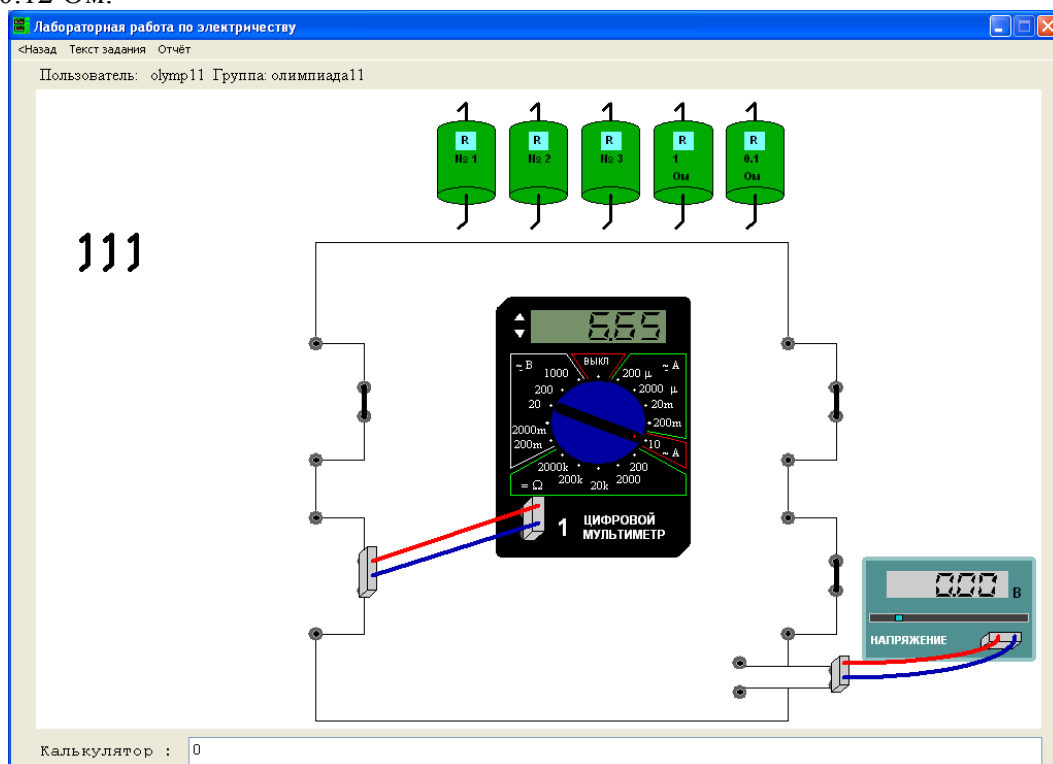 0.12 Ом.
Лабораторная работа по электричеству
<Назад Текст задания Отчёт
Пользователь: olymp11 Группа: олимпиада11
R R R R R
№ 1 № 2 № 3 1 0.1
Ом Ом
6.65
~ В 1000 ВЫКЛ 200 µ ~ А
200 2000 µ
20 20m
2000m 200m
200m 10 ~ А
2000k 200
= Ω 200k 20k 2000
1 ЦИФРОВОЙ
МУЛЬТИМЕТР
0.00 В
НАПРЯЖЕНИЕ
Калькулятор : 0